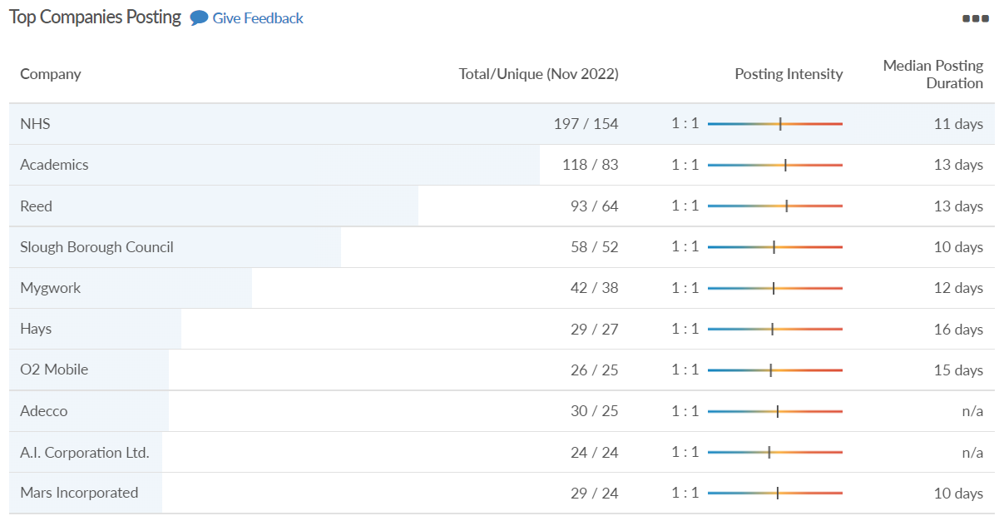 Top Companies Posting Give Feedback
Company Total/Unique (Nov 2022) Posting Intensity Median Posting Duration
NHS 197 / 154 1 : 1 11 days
Academics 118 / 83 1 : 1 13 days
Reed 93 / 64 1 : 1 13 days
Slough Borough Council 58 / 52 1 : 1 10 days
Mygwork 42 / 38 1 : 1 12 days
Hays 29 / 27 1 : 1 16 days
O2 Mobile 26 / 25 1 : 1 15 days
Adecco 30 / 25 1 : 1 n/a
A.I. Corporation Ltd. 24 / 24 1 : 1 n/a
Mars Incorporated 29 / 24 1 : 1 10 days